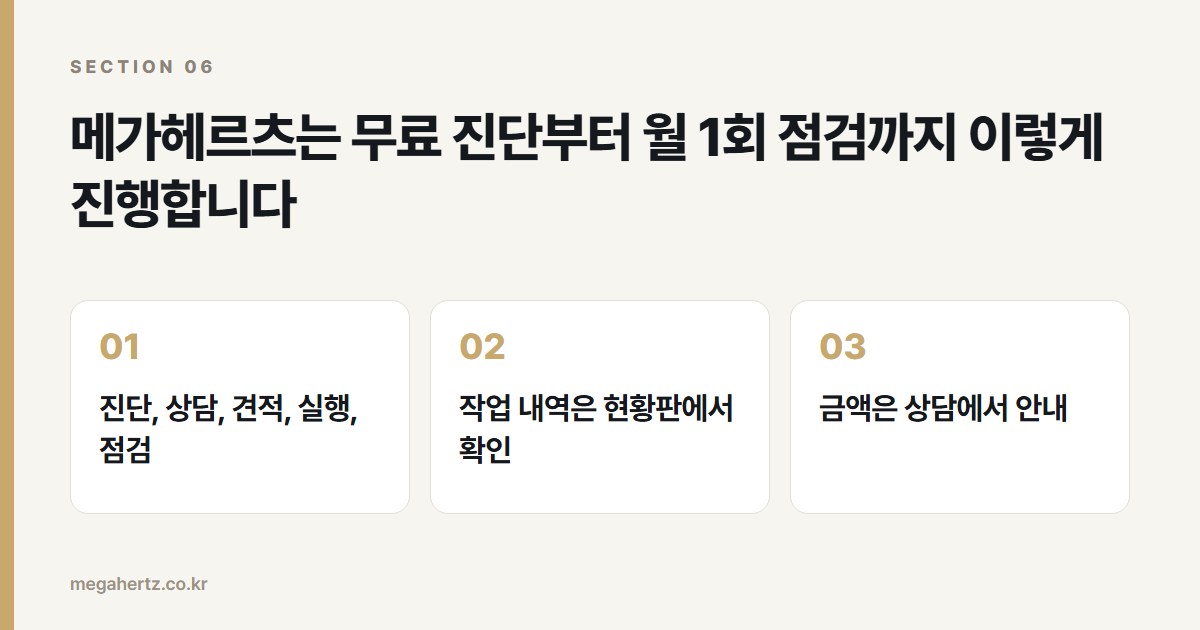 SECTION 06
메가헤르츠는 무료 진단부터 월 1회 점검까지 이렇게
진행합니다
01
진단, 상담, 견적, 실행,
점검
02
작업 내역은 현황판에서
확인
03
금액은 상담에서 안내
megahertz.co.kr